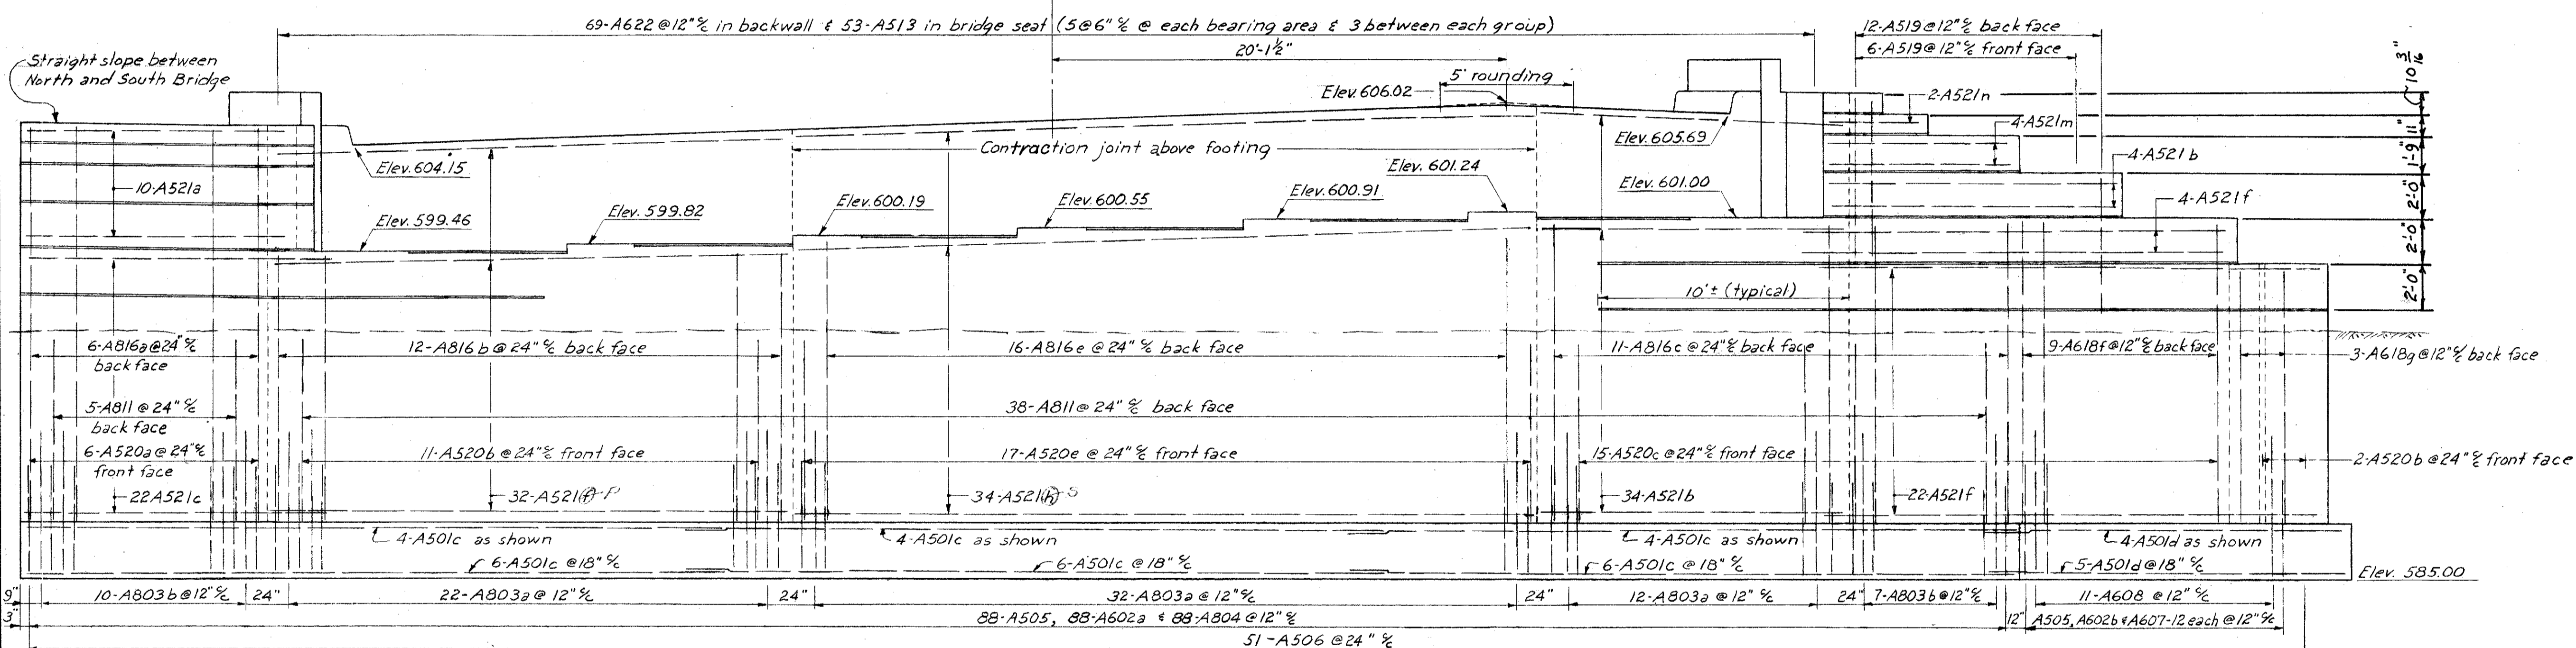 69-A622@12" ℄ in backwall & 53-A513 in bridge seat (5@6" ℄ @ each bearing area & 3 between each group)
12-A519@12" ℄ back face
6-A519@12" ℄ front face
20'-1½"
Straight slope between
North and South Bridge
5' rounding
Elev. 606.02
2-A521n
10 3/16"
4-A521m
11"
Elev. 604.15
Contraction joint above footing
Elev. 605.69
4-A521b
1'-9"
10-A521a
Elev. 601.24
Elev. 601.00
2'-0"
Elev. 599.46
Elev. 599.82
Elev. 600.19
Elev. 600.55
Elev. 600.91
4-A521f
2'-0"
10'± (typical)
2'-0"
6-A816a@24" ℄
back face
12-A816b@24" ℄ back face
16-A816e @ 24" ℄ back face
11-A816c@24" ℄ back face
9-A618f@12" ℄ back face
3-A618g@12" ℄ back face
5-A811 @ 24" ℄
back face
38-A811@ 24" ℄ back face
6-A520a@24" ℄
front face
11-A520b@24" ℄ front face
17-A520e @ 24" ℄ front face
15-A520c@24" ℄ front face
2-A520b@24" ℄ front face
22A521c
32-A521 P
34-A521 S
34-A521b
22-A521f
4-A501c as shown
4-A501c as shown
4-A501c as shown
4-A501d as shown
6-A501c @18" ℄
6-A501c @ 18" ℄
6-A501c @ 18" ℄
5-A501d@18" ℄
Elev. 585.00
9"
10-A803b@12" ℄
24"
22-A803a @ 12" ℄
24"
32-A803a @ 12" ℄
24"
12-A803a @ 12" ℄
24"
7-A803b@12" ℄
11-A608 @ 12" ℄
3"
88-A505, 88-A602a & 88-A804@12" ℄
12"
A505, A602b & A607-12 each @12" ℄
51-A506@24" ℄